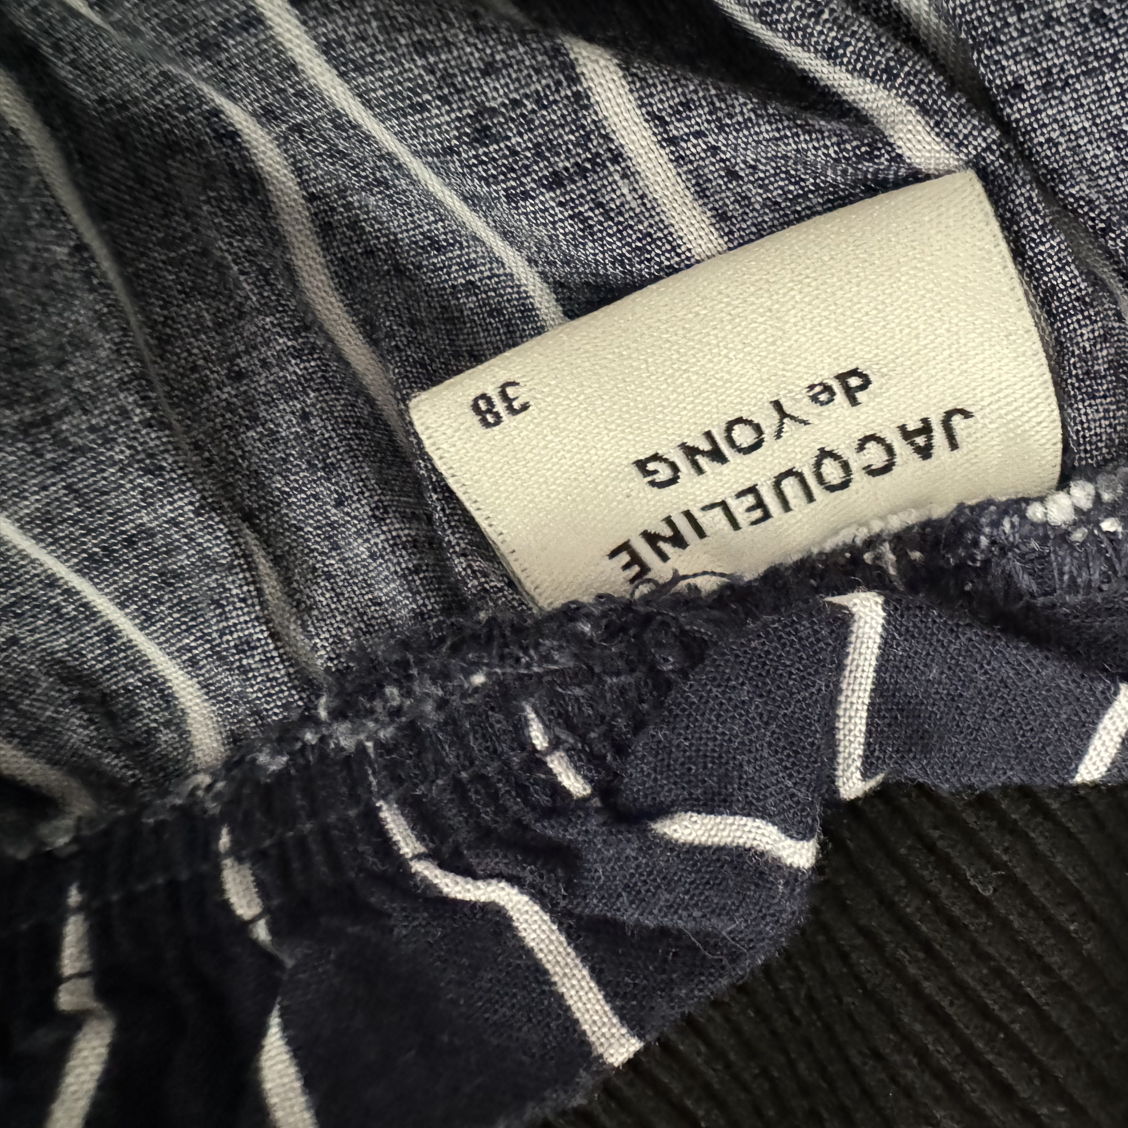 JACQUELINE
de YONG
38